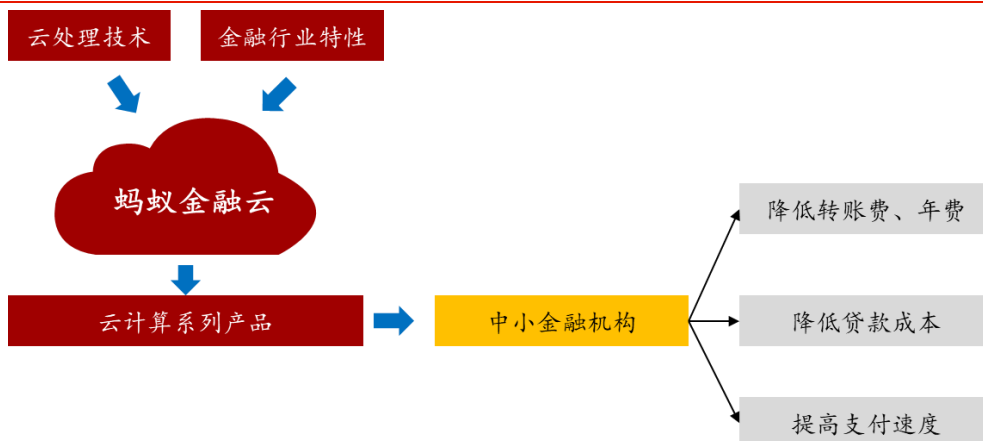 云处理技术
金融行业特性
蚂蚁金融云
云计算系列产品
中小金融机构
降低转账费、年费
降低贷款成本
提高支付速度